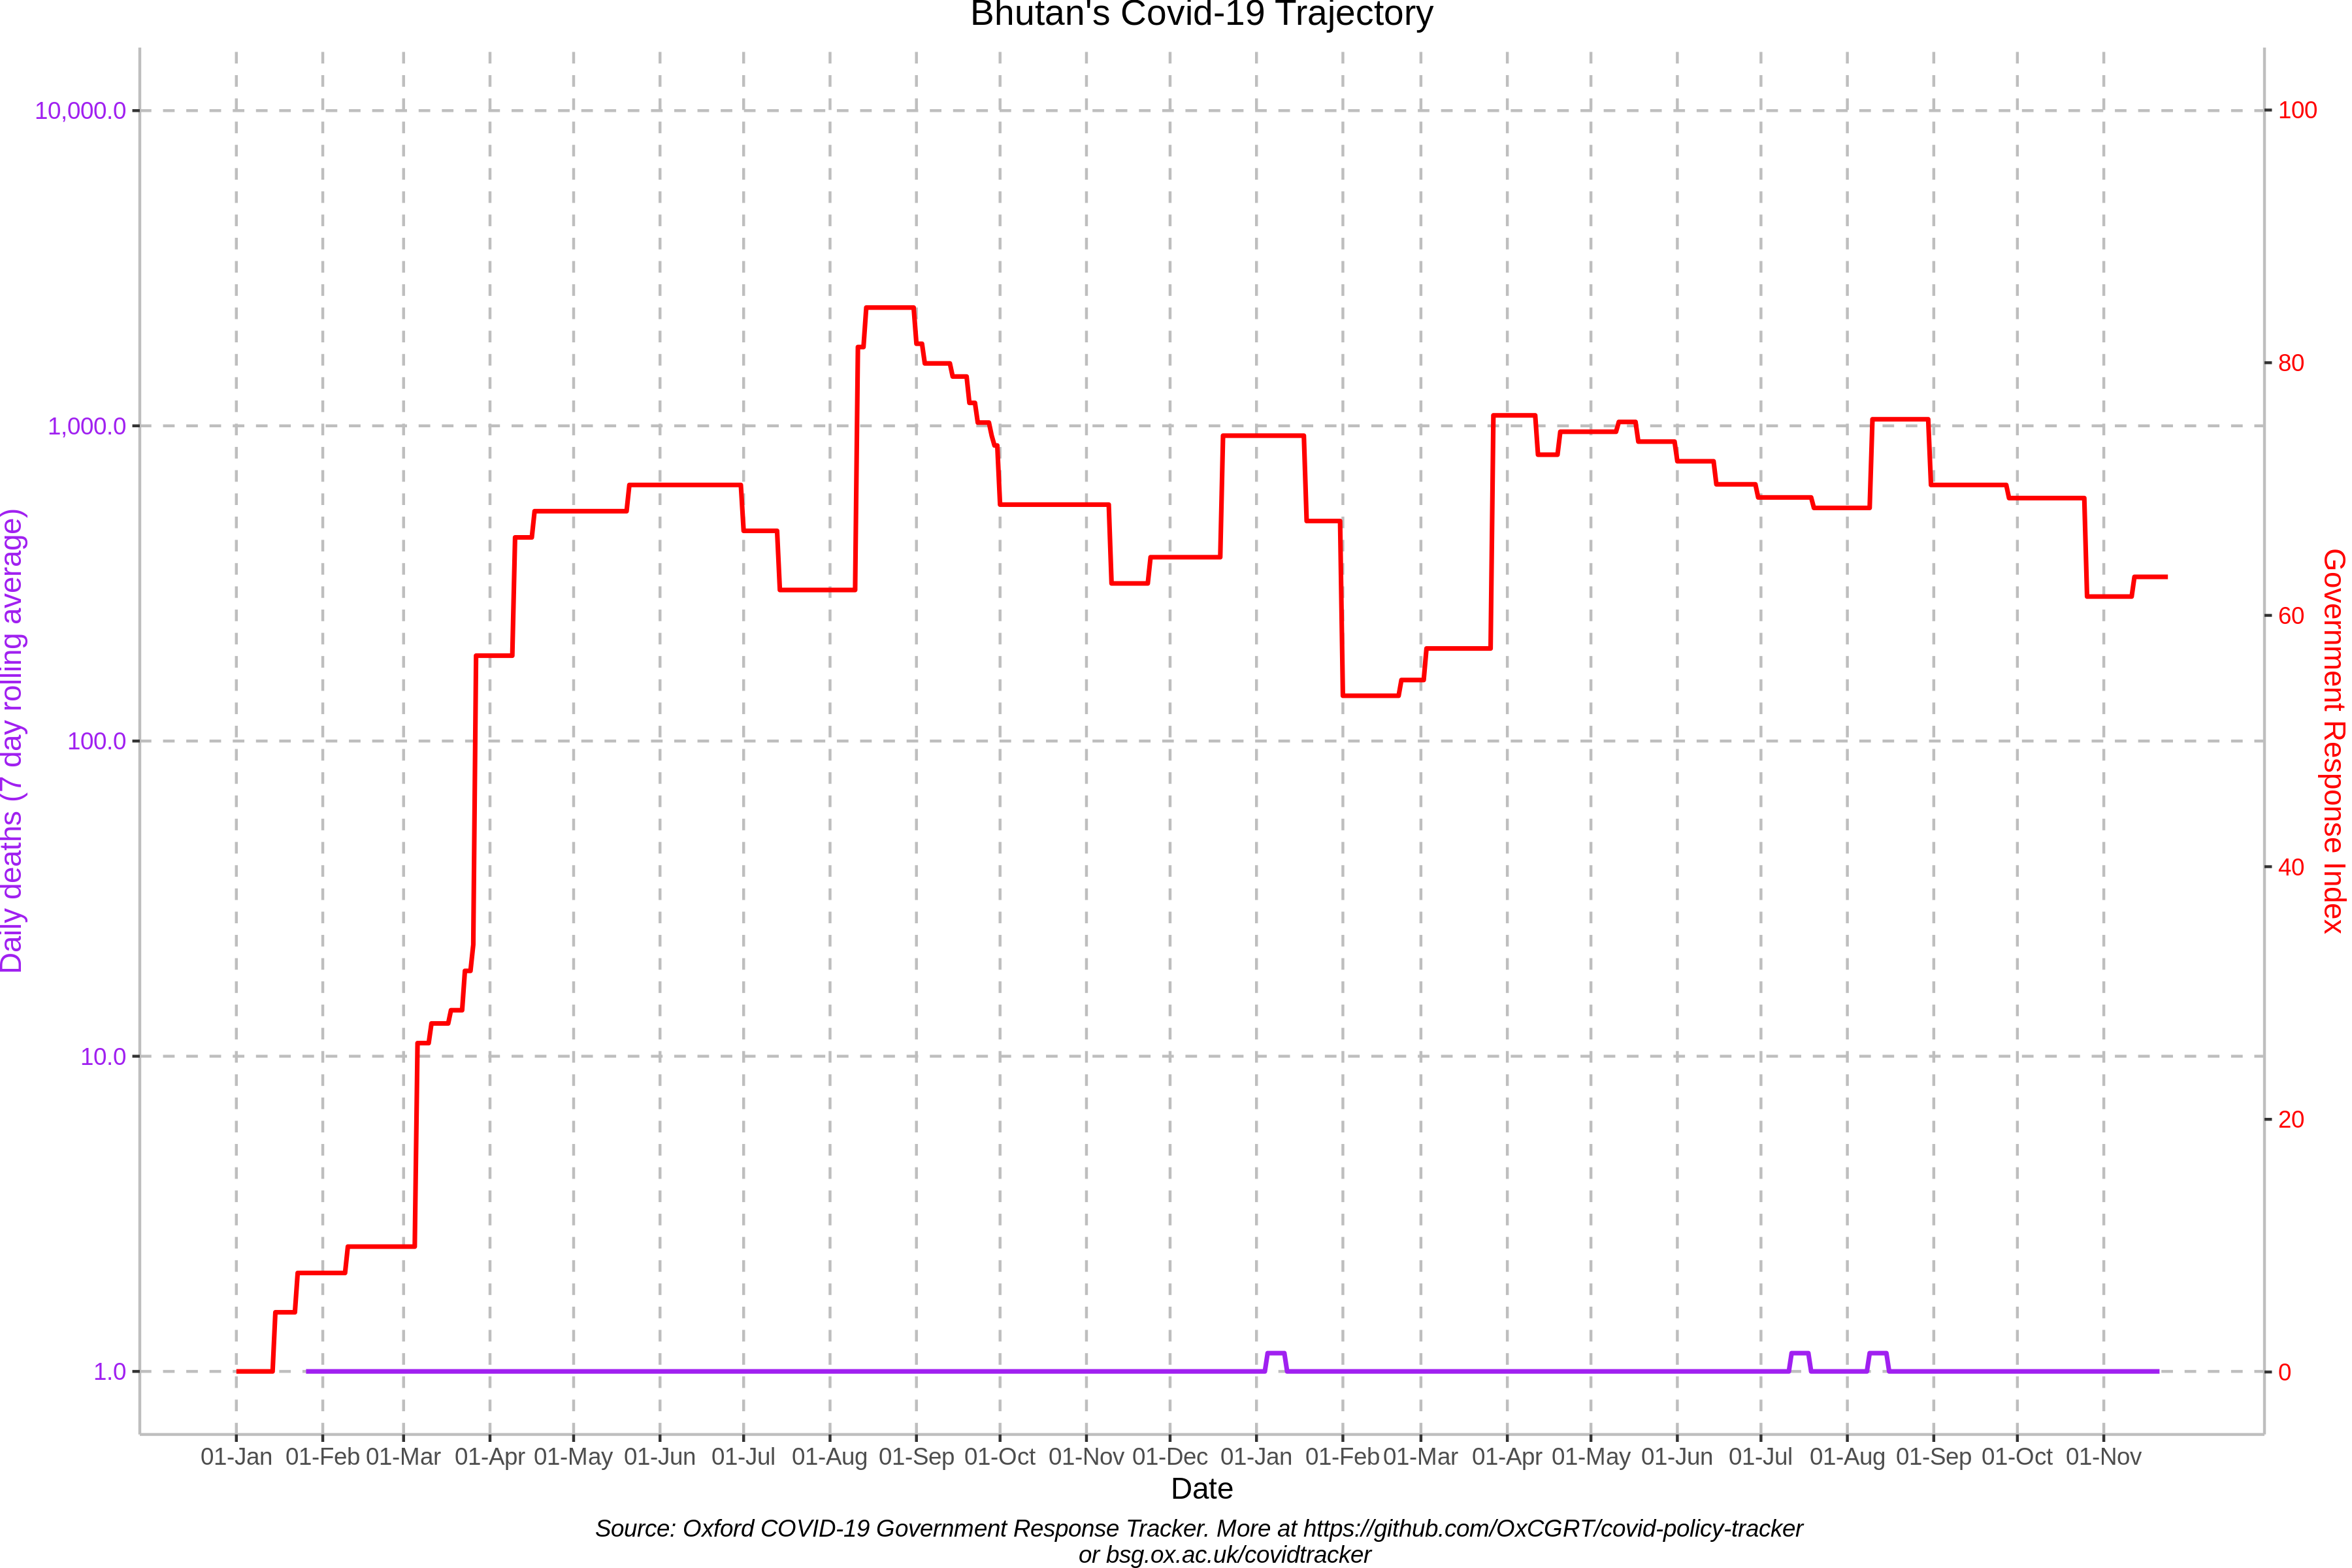 Bhutan's Covid-19 Trajectory
10,000.0
1,000.0
100.0
10.0
1.0
Daily deaths (7 day rolling average)
100
80
60
40
20
0
Government Response Index
01-Jan 01-Feb 01-Mar 01-Apr 01-May 01-Jun 01-Jul 01-Aug 01-Sep 01-Oct 01-Nov 01-Dec 01-Jan 01-Feb 01-Mar 01-Apr 01-May 01-Jun 01-Jul 01-Aug 01-Sep 01-Oct 01-Nov
Date
Source: Oxford COVID-19 Government Response Tracker. More at https://github.com/OxCGRT/covid-policy-tracker
or bsg.ox.ac.uk/covidtracker